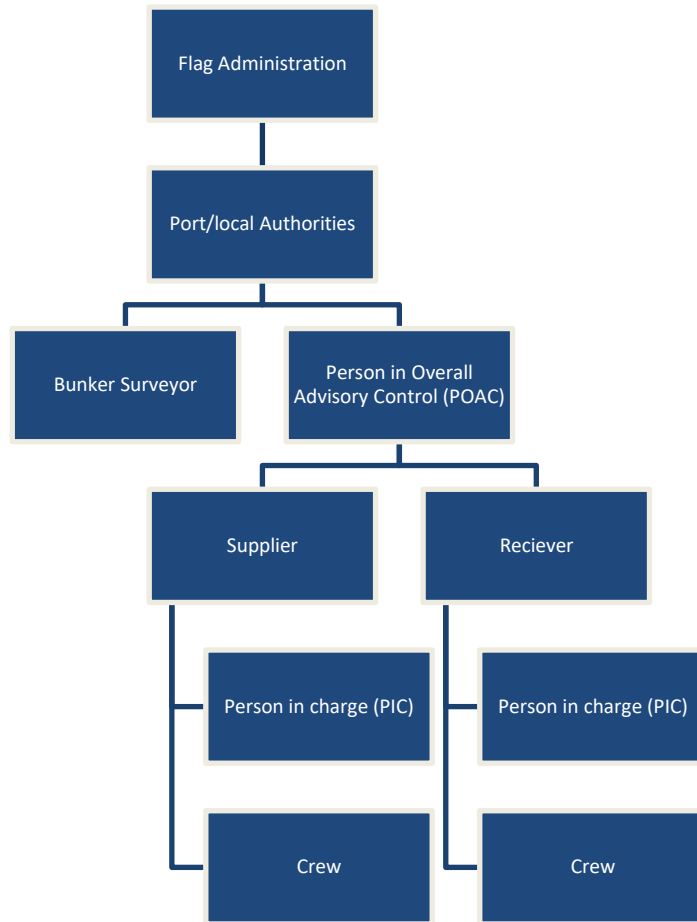 Flag Administration
Port/local Authorities
Bunker Surveyor
Person in Overall
Advisory Control (POAC)
Supplier
Reciever
Person in charge (PIC)
Person in charge (PIC)
Crew
Crew